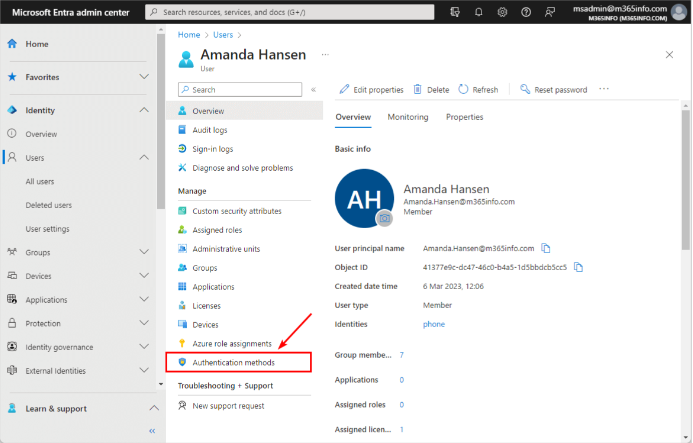 Microsoft Entra admin center
Search resources, services, and docs (G+/)
msadmin@m365info.com
M365INFO (M365INFO.COM)
Home
Favorites
Identity
Overview
Users
All users
Deleted users
User settings
Groups
Devices
Applications
Protection
Identity governance
External Identities
Learn & support
Home > Users >
Amanda Hansen
User
Search
Overview
Audit logs
Sign-in logs
Diagnose and solve problems
Manage
Custom security attributes
Assigned roles
Administrative units
Groups
Applications
Licenses
Devices
Azure role assignments
Authentication methods
Troubleshooting + Support
New support request
Edit properties Delete Refresh Reset password
Overview Monitoring Properties
Basic info
AH
Amanda Hansen
Amanda.Hansen@m365info.com
Member
User principal name Amanda.Hansen@m365info.com
Object ID 41377e9c-dc47-46c0-b4a5-1d5bbdcb5cc5
Created date time 6 Mar 2023, 12:06
User type Member
Identities phone
Group membe... 7
Applications 0
Assigned roles 0
Assigned licen... 1